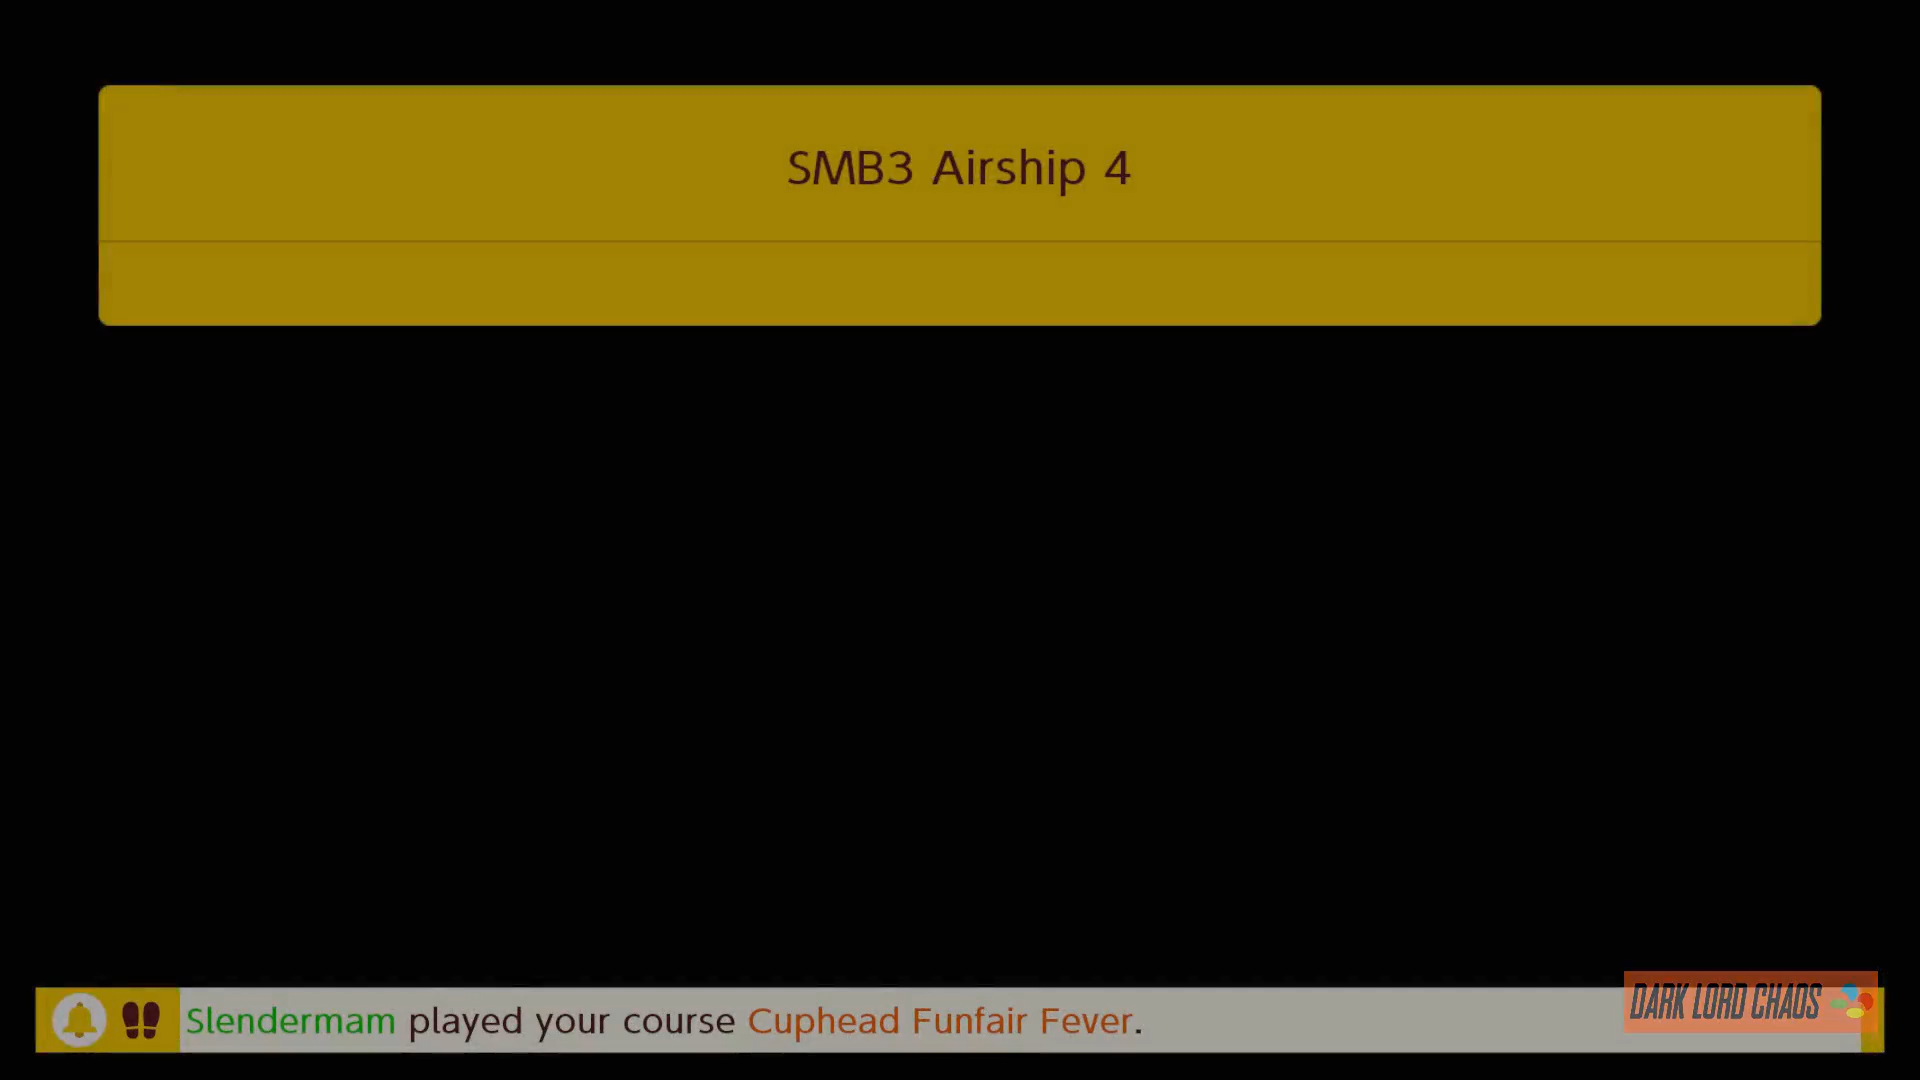 SMB3 Airship 4
Slendermam played your course Cuphead Funfair Fever.
DARK LORD CHAOS